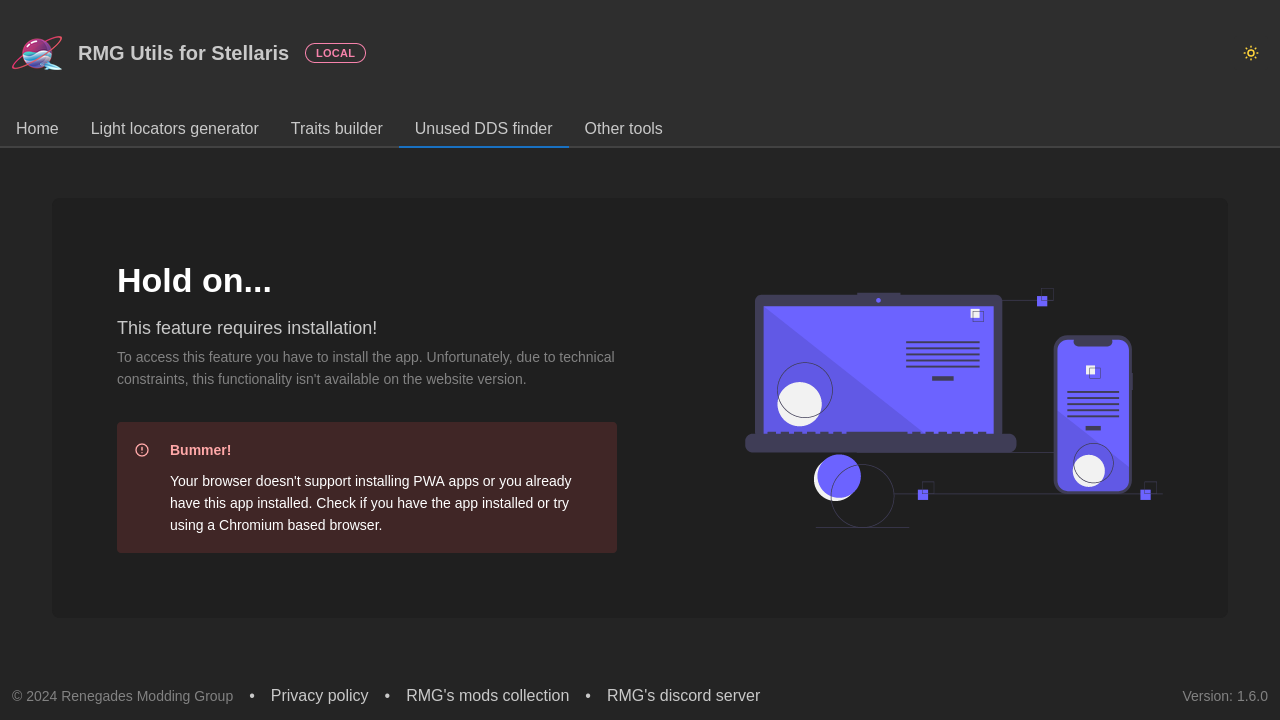 RMG Utils for Stellaris LOCAL
Home Light locators generator Traits builder Unused DDS finder Other tools
Hold on...
This feature requires installation!
To access this feature you have to install the app. Unfortunately, due to technical
constraints, this functionality isn't available on the website version.
Bummer!
Your browser doesn't support installing PWA apps or you already
have this app installed. Check if you have the app installed or try
using a Chromium based browser.
© 2024 Renegades Modding Group • Privacy policy • RMG's mods collection • RMG's discord server Version: 1.6.0